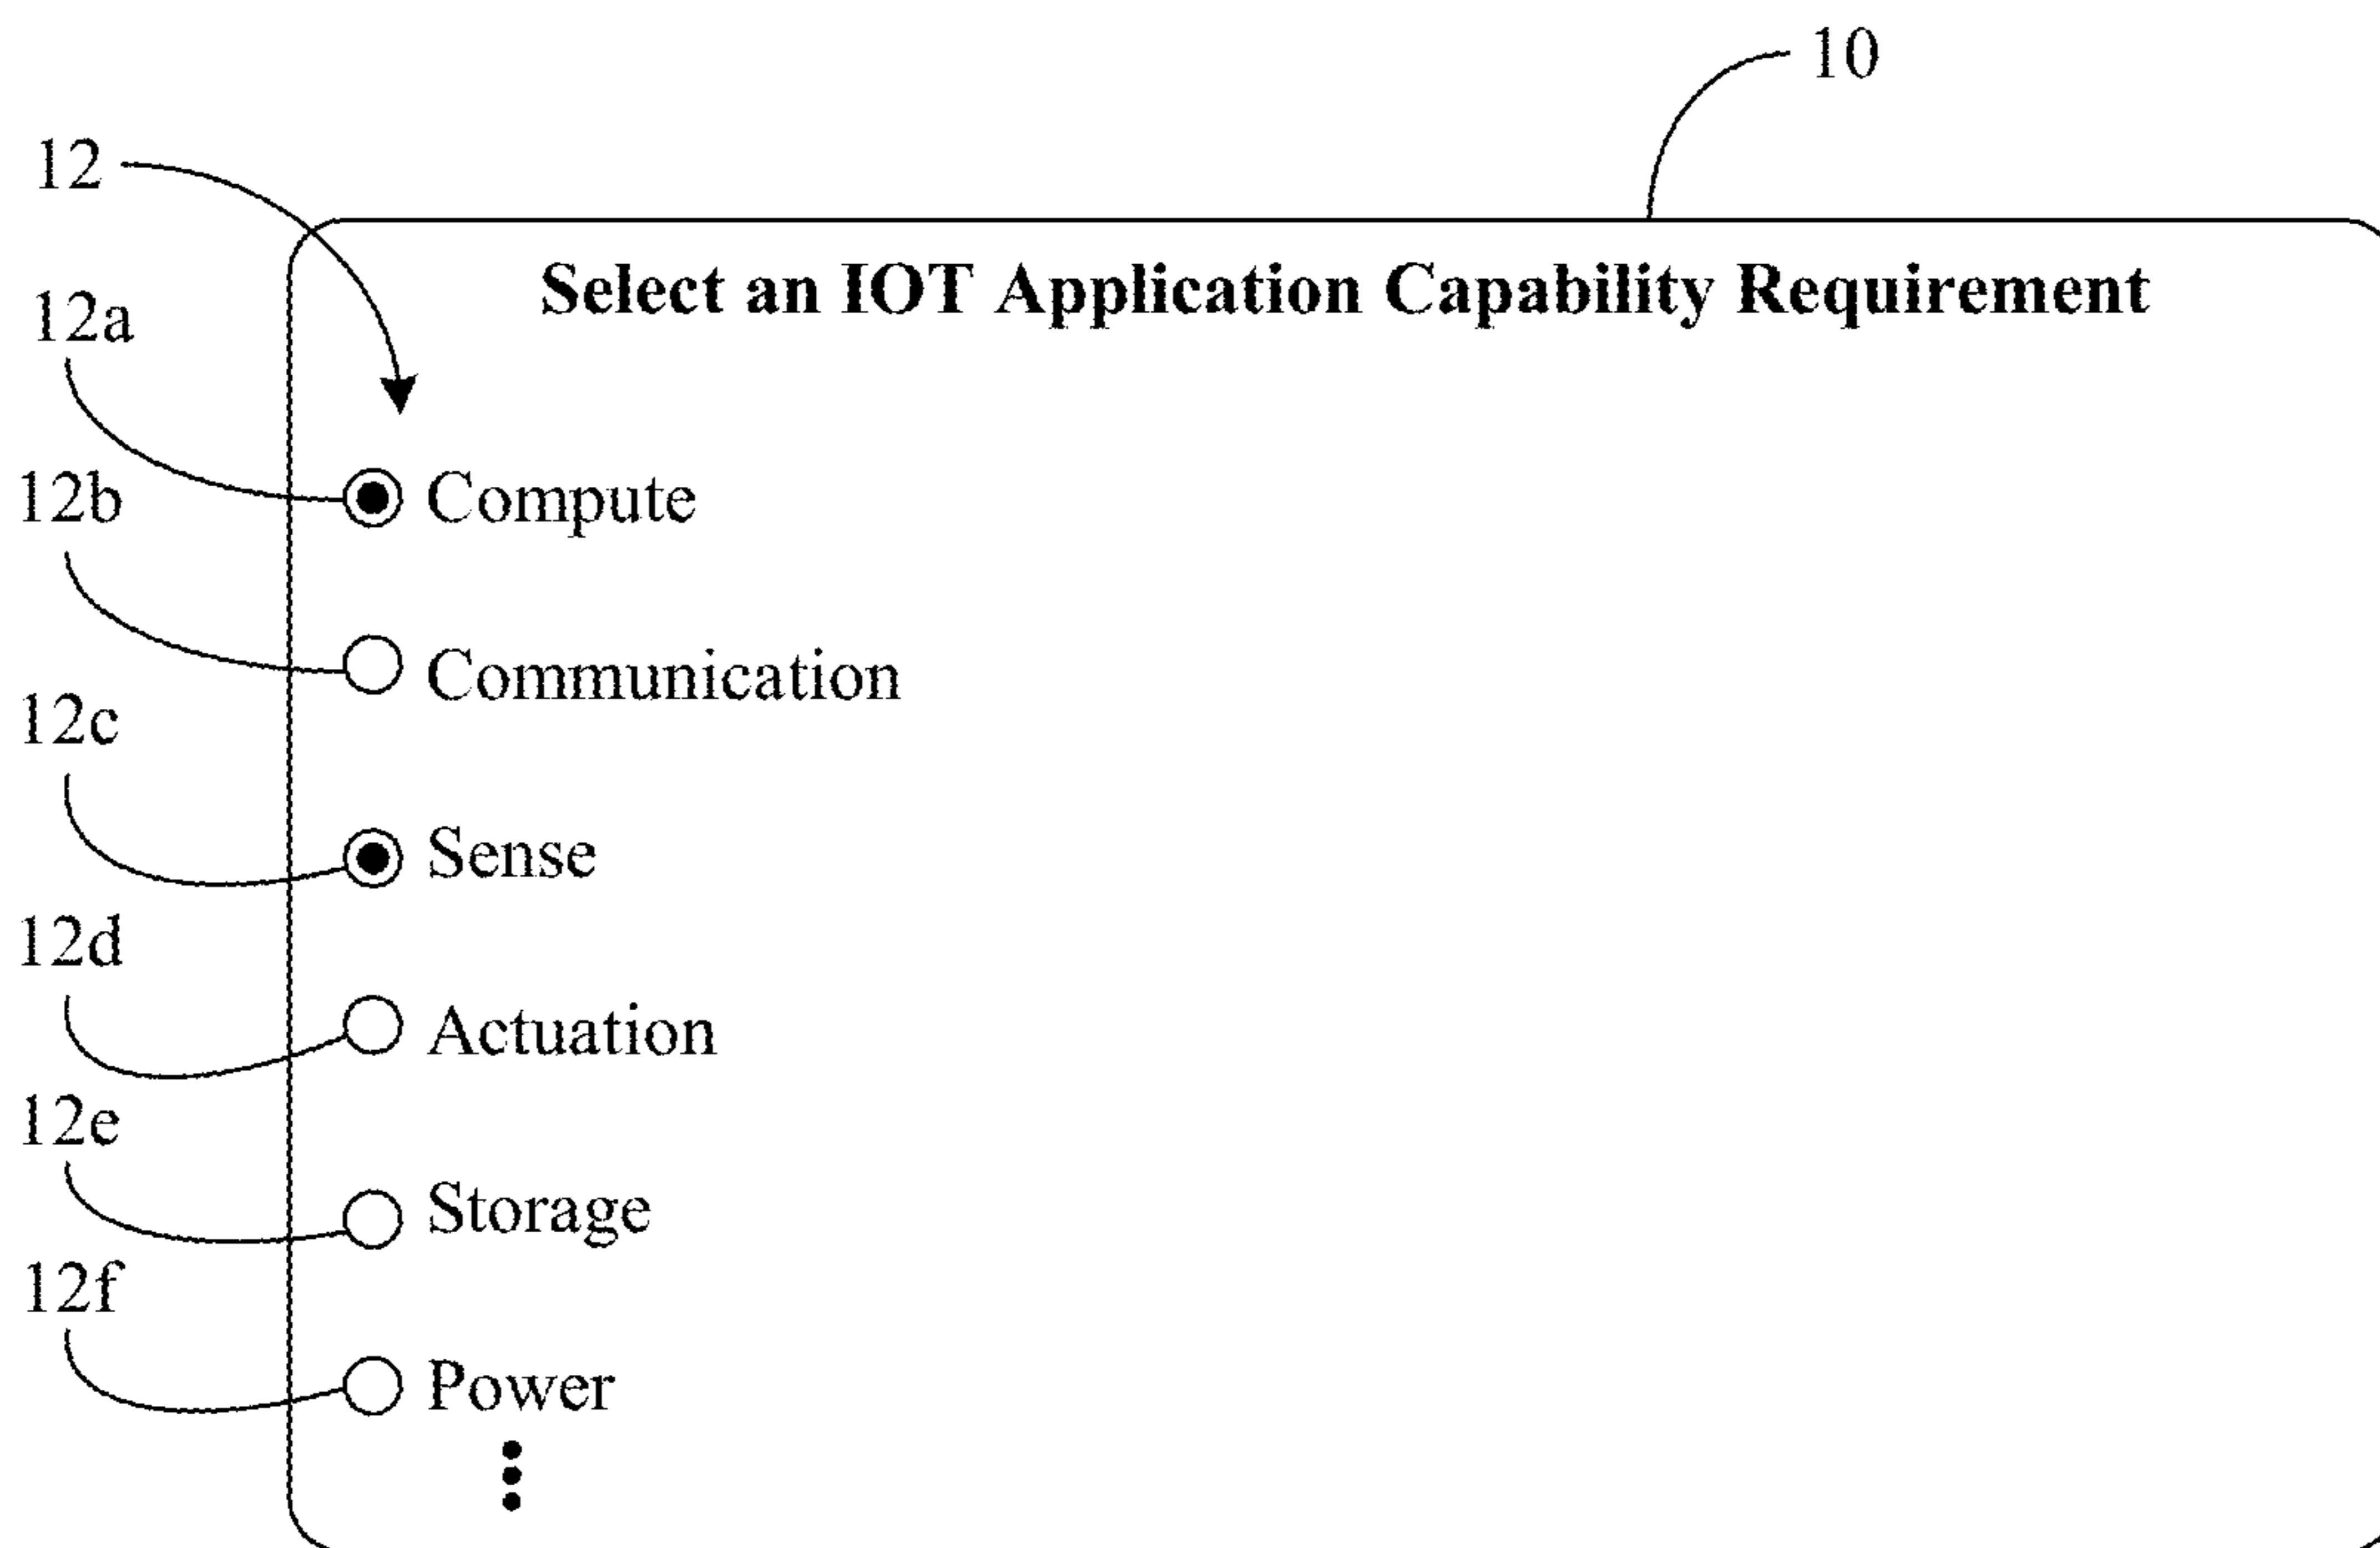 10
12
Select an IOT Application Capability Requirement
12a
12b
Compute
Communication
12c
Sense
12d
Actuation
12e
Storage
12f
Power